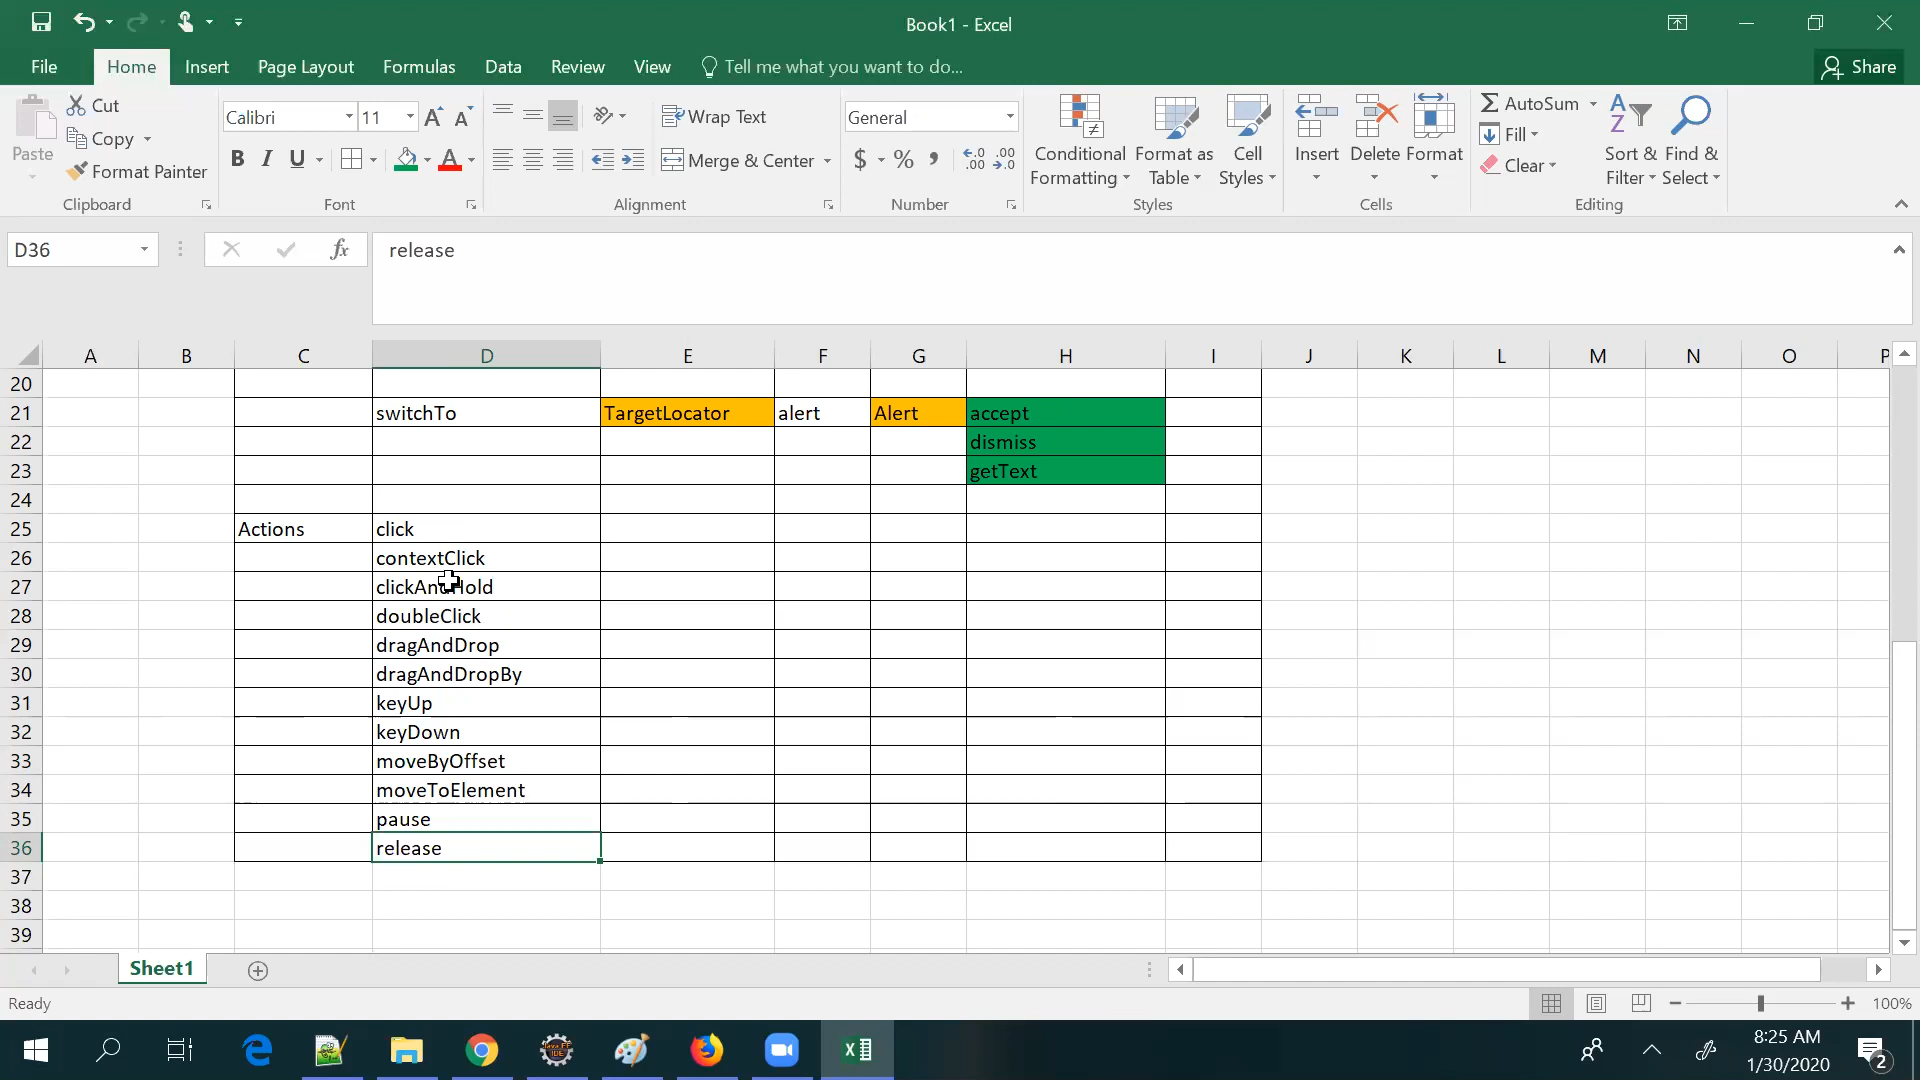 Book1 - Excel
File Home Insert Page Layout Formulas Data Review View Tell me what you want to do... Share
Paste
Cut
Copy
Format Painter
Clipboard
Calibri 11
B I U
Font
Wrap Text
Merge & Center
Alignment
General
$ % ,
Number
Conditional Formatting
Format as Table
Cell Styles
Styles
Insert
Delete
Format
Cells
AutoSum
Fill
Clear
Sort & Filter
Find & Select
Editing
D36 fx release
A B C D E F G H I J K L M N O P
20
21 switchTo TargetLocator alert Alert accept
22 dismiss
23 getText
24
25 Actions click
26 contextClick
27 clickAndHold
28 doubleClick
29 dragAndDrop
30 dragAndDropBy
31 keyUp
32 keyDown
33 moveByOffset
34 moveToElement
35 pause
36 release
37
38
39
Sheet1
Ready 100%
8:25 AM
1/30/2020
2